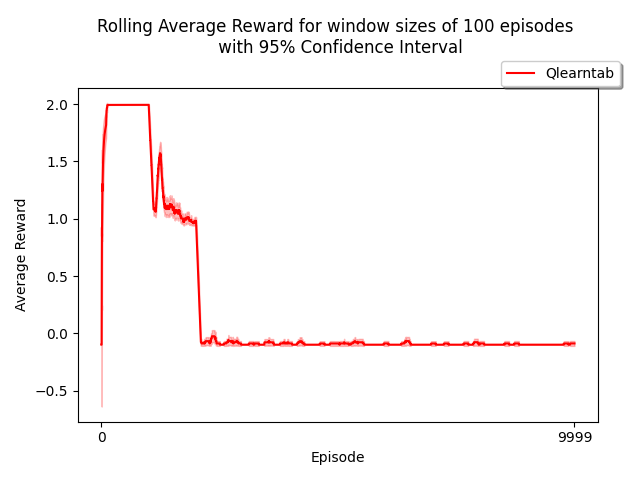 Rolling Average Reward for window sizes of 100 episodes
with 95% Confidence Interval
Qlearntab
Average Reward
2.0
1.5
1.0
0.5
0.0
−0.5
0
9999
Episode